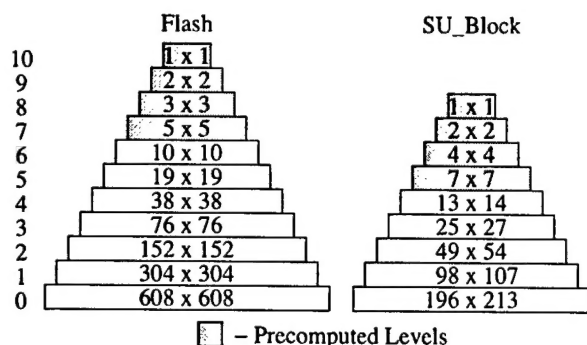 Flash SU_Block
10 1 x 1
9 2 x 2
8 3 x 3 1 x 1
7 5 x 5 2 x 2
6 10 x 10 4 x 4
5 19 x 19 7 x 7
4 38 x 38 13 x 14
3 76 x 76 25 x 27
2 152 x 152 49 x 54
1 304 x 304 98 x 107
0 608 x 608 196 x 213
– Precomputed Levels